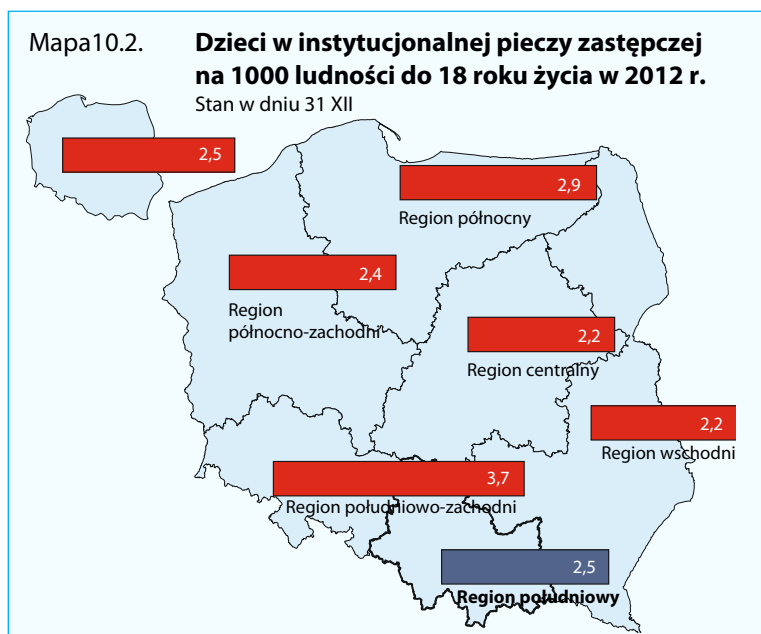 Mapa10.2. Dzieci w instytucjonalnej pieczy zastępczej
na 1000 ludności do 18 roku życia w 2012 r.
Stan w dniu 31 XII
2,5
2,9
Region północny
2,4
Region
północno-zachodni
2,2
Region centralny
2,2
Region wschodni
3,7
Region południowo-zachodni
2,5
Region południowy